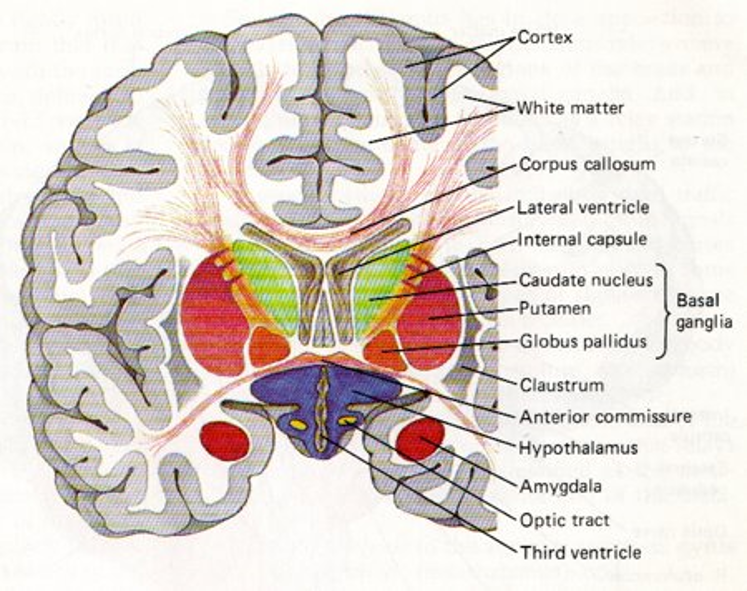 Cortex
White matter
Corpus callosum
Lateral ventricle
Internal capsule
Caudate nucleus
Putamen
Globus pallidus
Basal
ganglia
Claustrum
Anterior commissure
Hypothalamus
Amygdala
Optic tract
Third ventricle